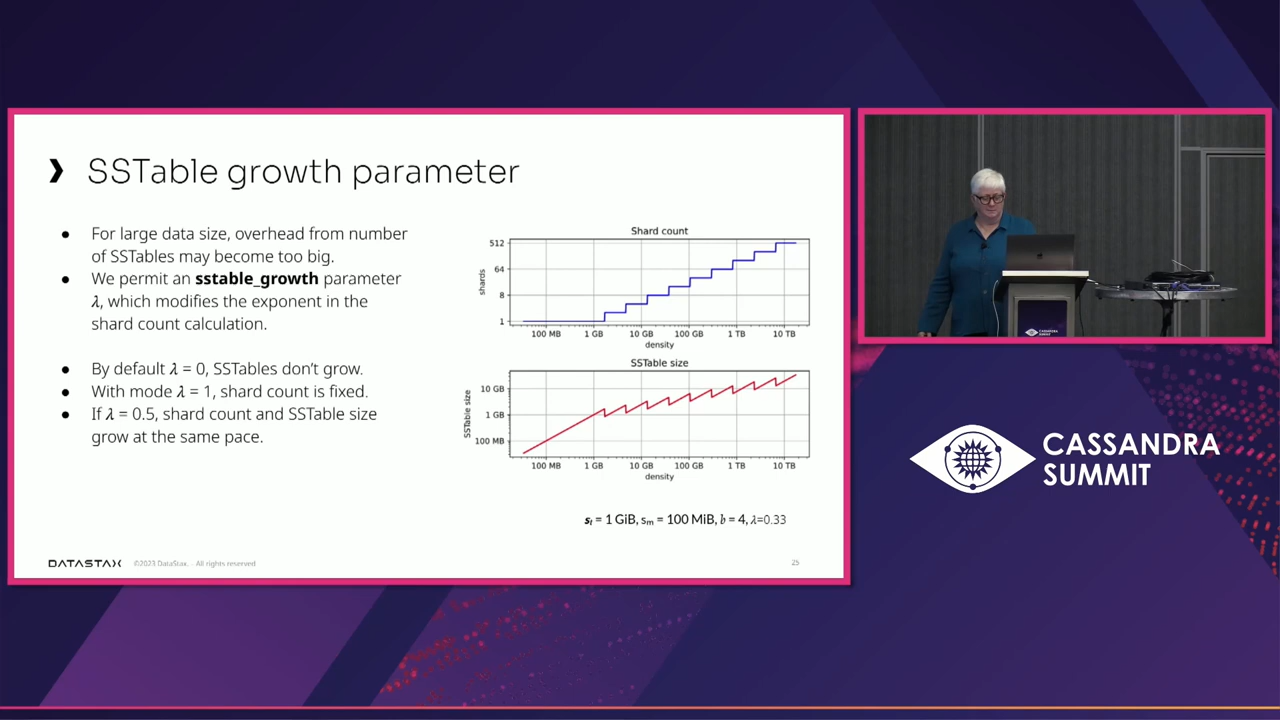 ❯ SSTable growth parameter
● For large data size, overhead from number
of SSTables may become too big.
● We permit an sstable_growth parameter
λ, which modifies the exponent in the
shard count calculation.
● By default λ = 0, SSTables don't grow.
● With mode λ = 1, shard count is fixed.
● If λ = 0.5, shard count and SSTable size
grow at the same pace.
Shard count
shards
512
64
8
1
100 MB 1 GB 10 GB 100 GB 1 TB 10 TB
density
SSTable size
SSTable size
10 GB
1 GB
100 MB
100 MB 1 GB 10 GB 100 GB 1 TB 10 TB
density
sₜ = 1 GiB, sₘ = 100 MiB, b = 4, λ=0.33
DATASTAX ©2023 DataStax. - All rights reserved
25
CASSANDRA
SUMMIT
CASSANDRA
SUMMIT